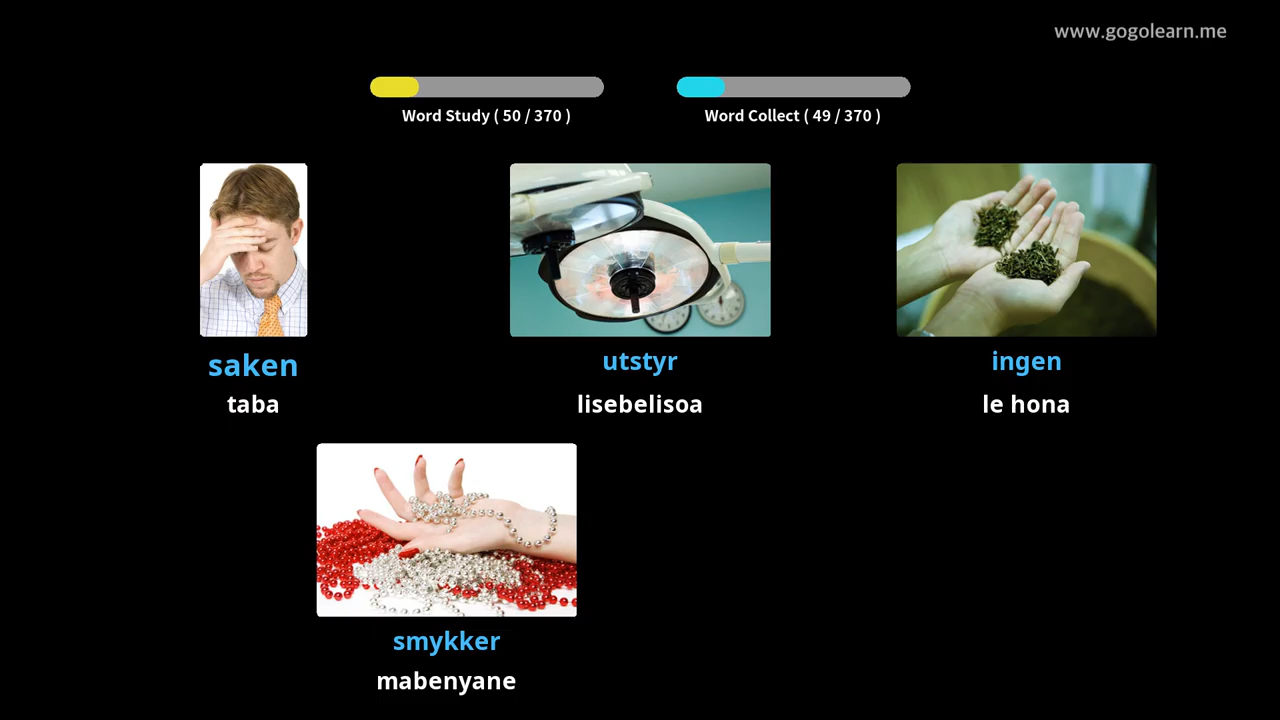 www.gogolearn.me
Word Study ( 50 / 370 )
Word Collect ( 49 / 370 )
saken
taba
utstyr
lisebelisoa
ingen
le hona
smykker
mabenyane